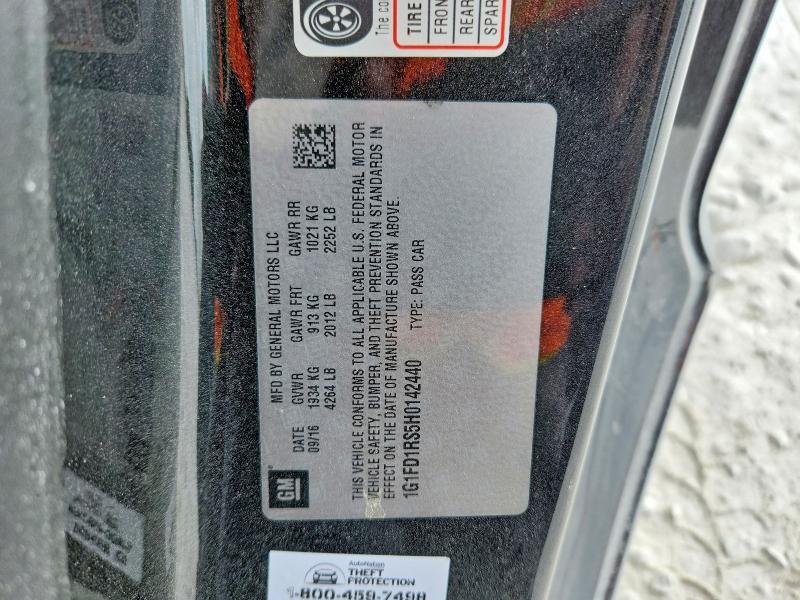 The co
TIRE
FRON
REAR
SPAR
MFD BY GENERAL MOTORS LLC
DATE GVWR GAWR FRT GAWR RR
09/16 1934 KG 913 KG 1021 KG
4264 LB 2012 LB 2252 LB
GM
THIS VEHICLE CONFORMS TO ALL APPLICABLE U.S. FEDERAL MOTOR
VEHICLE SAFETY, BUMPER, AND THEFT PREVENTION STANDARDS IN
EFFECT ON THE DATE OF MANUFACTURE SHOWN ABOVE.
1G1FD1RS5H0142440 TYPE: PASS CAR
AutoNation
THEFT
PROTECTION
1-800-459-7498